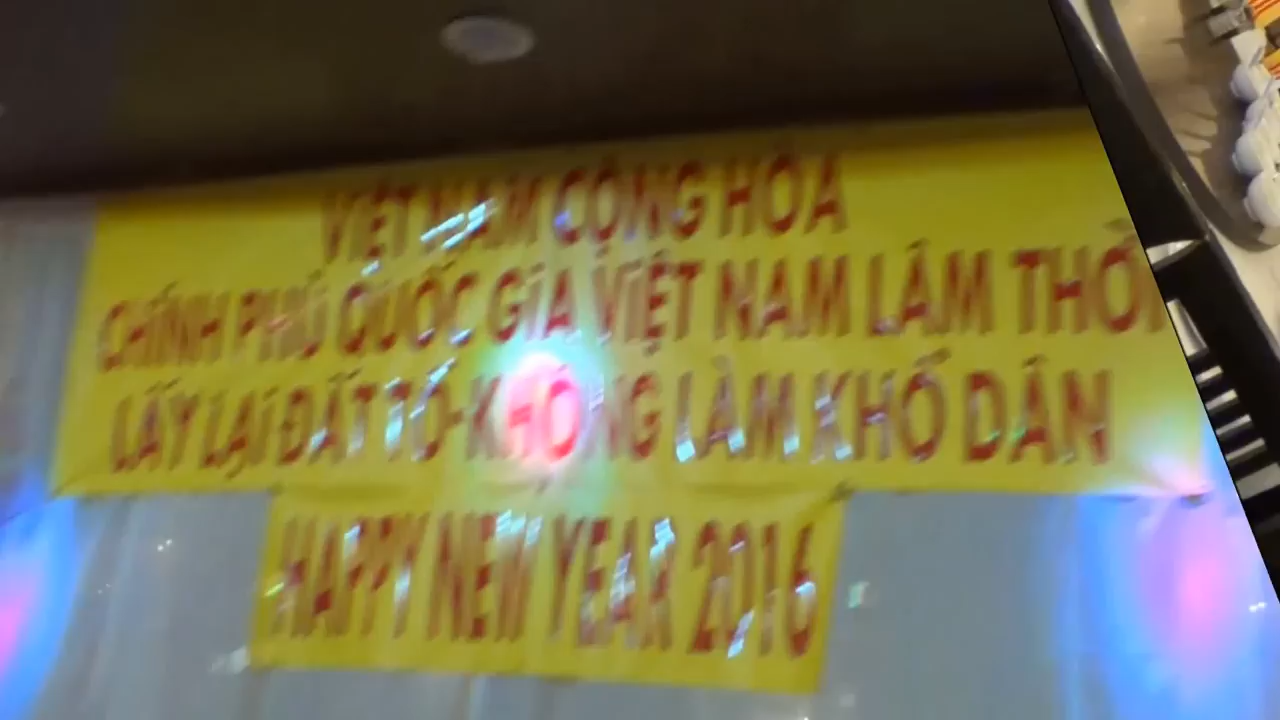 VIỆT NAM CỘNG HÒA
CHÍNH PHỦ QUỐC GIA VIỆT NAM LÂM THỜI
LẤY LẠI ĐẤT TỔ-KHÔNG LÀM KHỔ DÂN
HAPPY NEW YEAR 2016